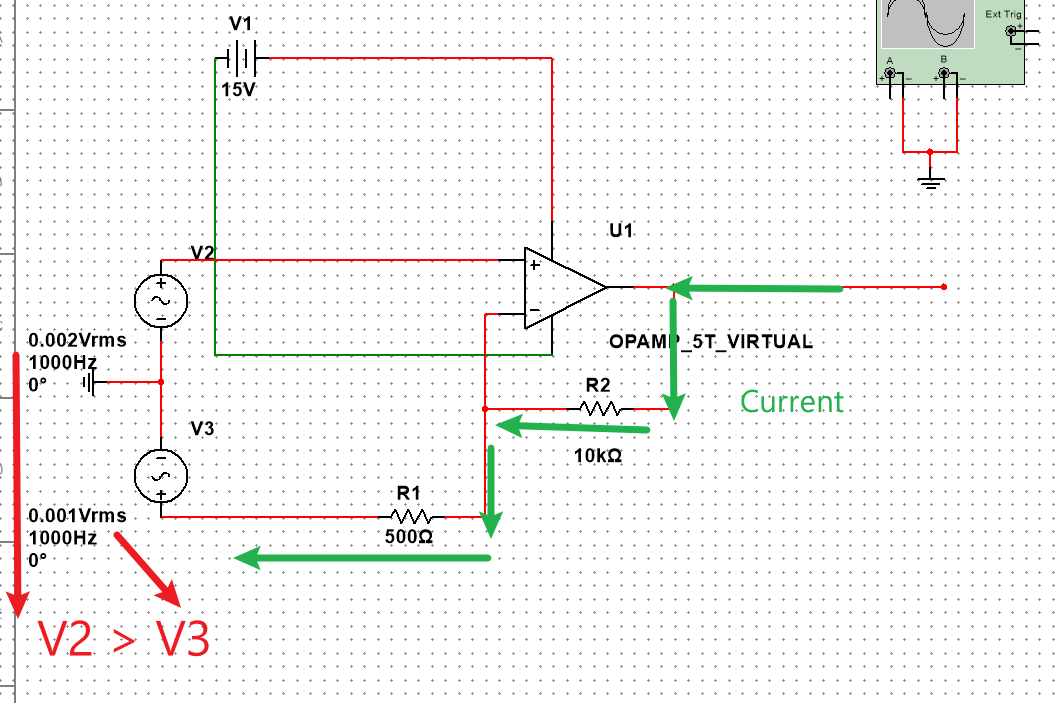 V1
15V
Ext Trig
+
−
A
B
+
−
+
−
V2
+
−
0.002Vrms
1000Hz
0°
U1
+
−
OPAMP_5T_VIRTUAL
R2
10kΩ
Current
V3
−
+
0.001Vrms
1000Hz
0°
R1
500Ω
V2 > V3